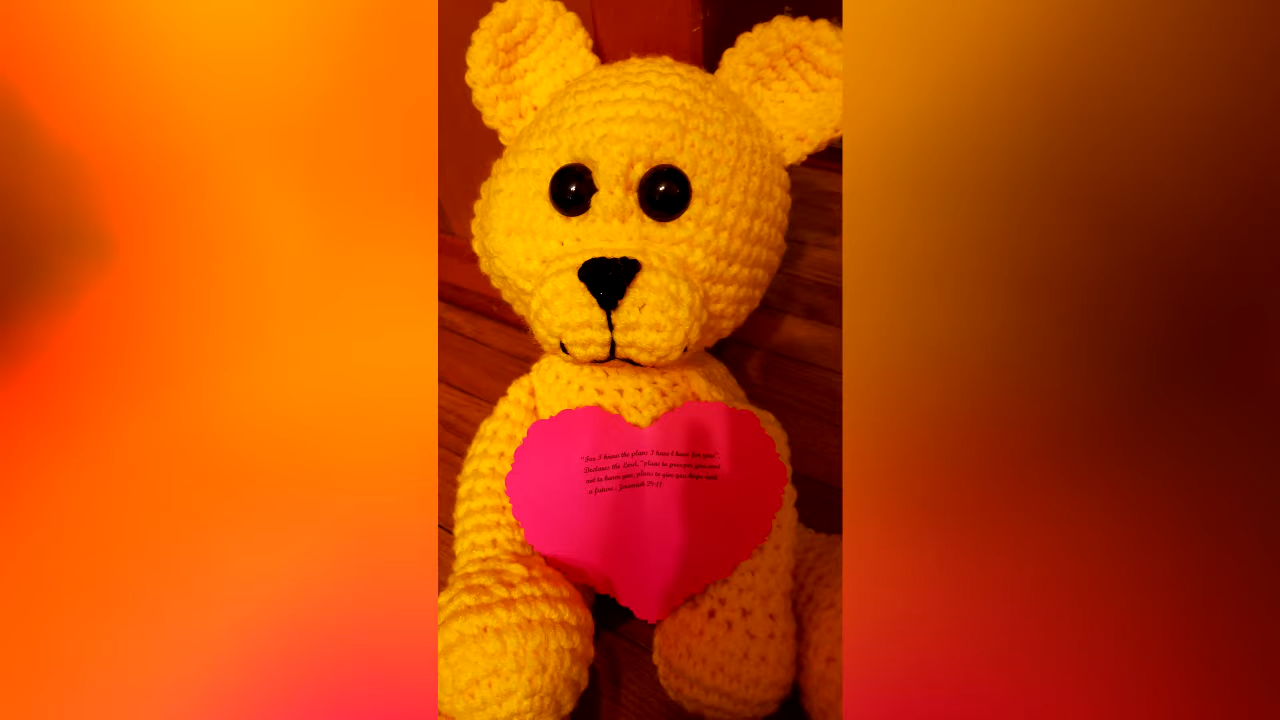 "For I know the plans I have for you",
Declares the Lord, "plans to prosper you and
not to harm you, plans to give you hope and
a future. Jeremiah 29:11